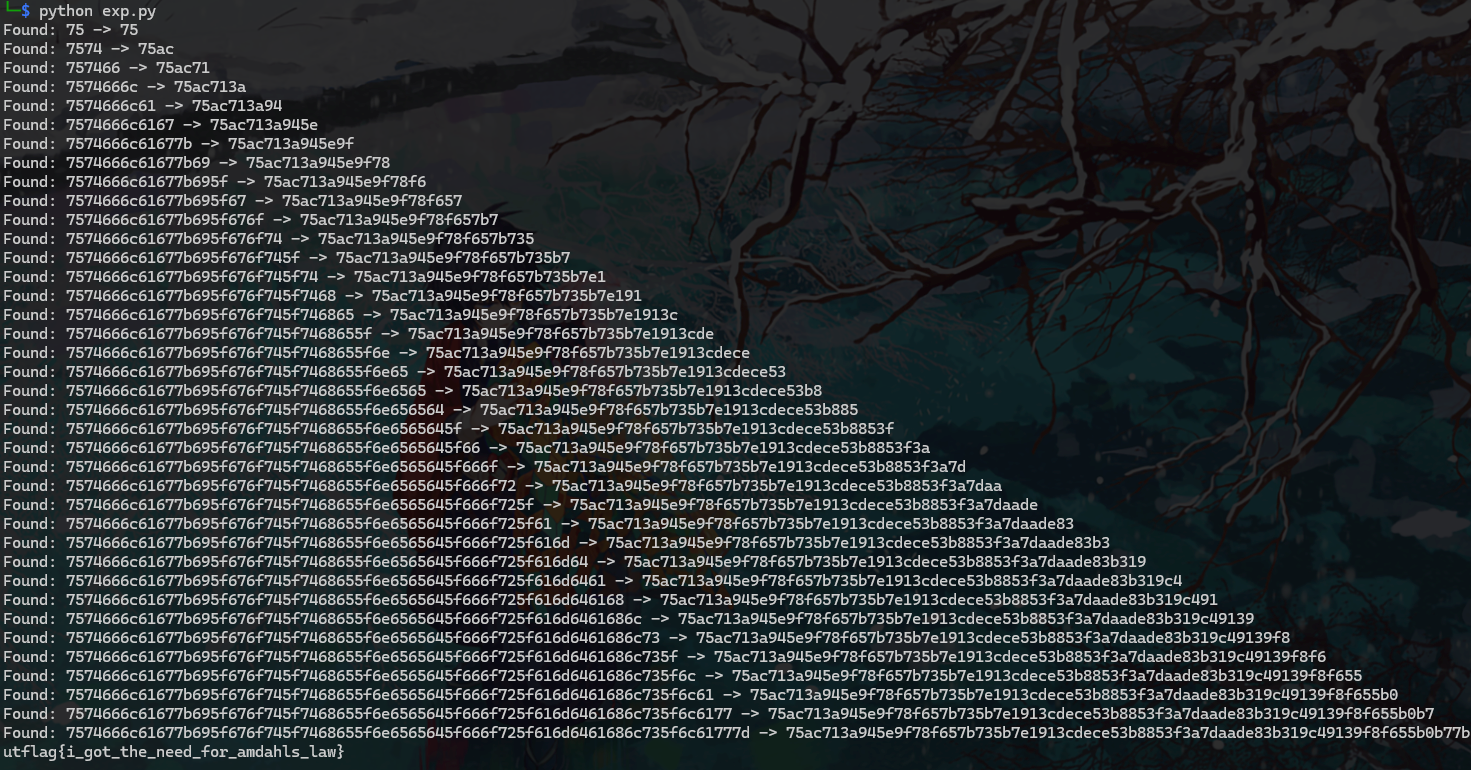 └─$ python exp.py
Found: 75 -> 75
Found: 7574 -> 75ac
Found: 757466 -> 75ac71
Found: 7574666c -> 75ac713a
Found: 7574666c61 -> 75ac713a94
Found: 7574666c6167 -> 75ac713a945e
Found: 7574666c61677b -> 75ac713a945e9f
Found: 7574666c61677b69 -> 75ac713a945e9f78
Found: 7574666c61677b695f -> 75ac713a945e9f78f6
Found: 7574666c61677b695f67 -> 75ac713a945e9f78f657
Found: 7574666c61677b695f676f -> 75ac713a945e9f78f657b7
Found: 7574666c61677b695f676f74 -> 75ac713a945e9f78f657b735
Found: 7574666c61677b695f676f745f -> 75ac713a945e9f78f657b735b7
Found: 7574666c61677b695f676f745f74 -> 75ac713a945e9f78f657b735b7e1
Found: 7574666c61677b695f676f745f7468 -> 75ac713a945e9f78f657b735b7e191
Found: 7574666c61677b695f676f745f746865 -> 75ac713a945e9f78f657b735b7e1913c
Found: 7574666c61677b695f676f745f7468655f -> 75ac713a945e9f78f657b735b7e1913cde
Found: 7574666c61677b695f676f745f7468655f6e -> 75ac713a945e9f78f657b735b7e1913cdece
Found: 7574666c61677b695f676f745f7468655f6e65 -> 75ac713a945e9f78f657b735b7e1913cdece53
Found: 7574666c61677b695f676f745f7468655f6e6565 -> 75ac713a945e9f78f657b735b7e1913cdece53b8
Found: 7574666c61677b695f676f745f7468655f6e656564 -> 75ac713a945e9f78f657b735b7e1913cdece53b885
Found: 7574666c61677b695f676f745f7468655f6e6565645f -> 75ac713a945e9f78f657b735b7e1913cdece53b8853f
Found: 7574666c61677b695f676f745f7468655f6e6565645f66 -> 75ac713a945e9f78f657b735b7e1913cdece53b8853f3a
Found: 7574666c61677b695f676f745f7468655f6e6565645f666f -> 75ac713a945e9f78f657b735b7e1913cdece53b8853f3a7d
Found: 7574666c61677b695f676f745f7468655f6e6565645f666f72 -> 75ac713a945e9f78f657b735b7e1913cdece53b8853f3a7daa
Found: 7574666c61677b695f676f745f7468655f6e6565645f666f725f -> 75ac713a945e9f78f657b735b7e1913cdece53b8853f3a7daade
Found: 7574666c61677b695f676f745f7468655f6e6565645f666f725f61 -> 75ac713a945e9f78f657b735b7e1913cdece53b8853f3a7daade83
Found: 7574666c61677b695f676f745f7468655f6e6565645f666f725f616d -> 75ac713a945e9f78f657b735b7e1913cdece53b8853f3a7daade83b3
Found: 7574666c61677b695f676f745f7468655f6e6565645f666f725f616d64 -> 75ac713a945e9f78f657b735b7e1913cdece53b8853f3a7daade83b319
Found: 7574666c61677b695f676f745f7468655f6e6565645f666f725f616d6461 -> 75ac713a945e9f78f657b735b7e1913cdece53b8853f3a7daade83b319c4
Found: 7574666c61677b695f676f745f7468655f6e6565645f666f725f616d646168 -> 75ac713a945e9f78f657b735b7e1913cdece53b8853f3a7daade83b319c491
Found: 7574666c61677b695f676f745f7468655f6e6565645f666f725f616d6461686c -> 75ac713a945e9f78f657b735b7e1913cdece53b8853f3a7daade83b319c49139
Found: 7574666c61677b695f676f745f7468655f6e6565645f666f725f616d6461686c73 -> 75ac713a945e9f78f657b735b7e1913cdece53b8853f3a7daade83b319c49139f8
Found: 7574666c61677b695f676f745f7468655f6e6565645f666f725f616d6461686c735f -> 75ac713a945e9f78f657b735b7e1913cdece53b8853f3a7daade83b319c49139f8f6
Found: 7574666c61677b695f676f745f7468655f6e6565645f666f725f616d6461686c735f6c -> 75ac713a945e9f78f657b735b7e1913cdece53b8853f3a7daade83b319c49139f8f655
Found: 7574666c61677b695f676f745f7468655f6e6565645f666f725f616d6461686c735f6c61 -> 75ac713a945e9f78f657b735b7e1913cdece53b8853f3a7daade83b319c49139f8f655b0
Found: 7574666c61677b695f676f745f7468655f6e6565645f666f725f616d6461686c735f6c6177 -> 75ac713a945e9f78f657b735b7e1913cdece53b8853f3a7daade83b319c49139f8f655b0b7
Found: 7574666c61677b695f676f745f7468655f6e6565645f666f725f616d6461686c735f6c61777d -> 75ac713a945e9f78f657b735b7e1913cdece53b8853f3a7daade83b319c49139f8f655b0b77b
utflag{i_got_the_need_for_amdahls_law}